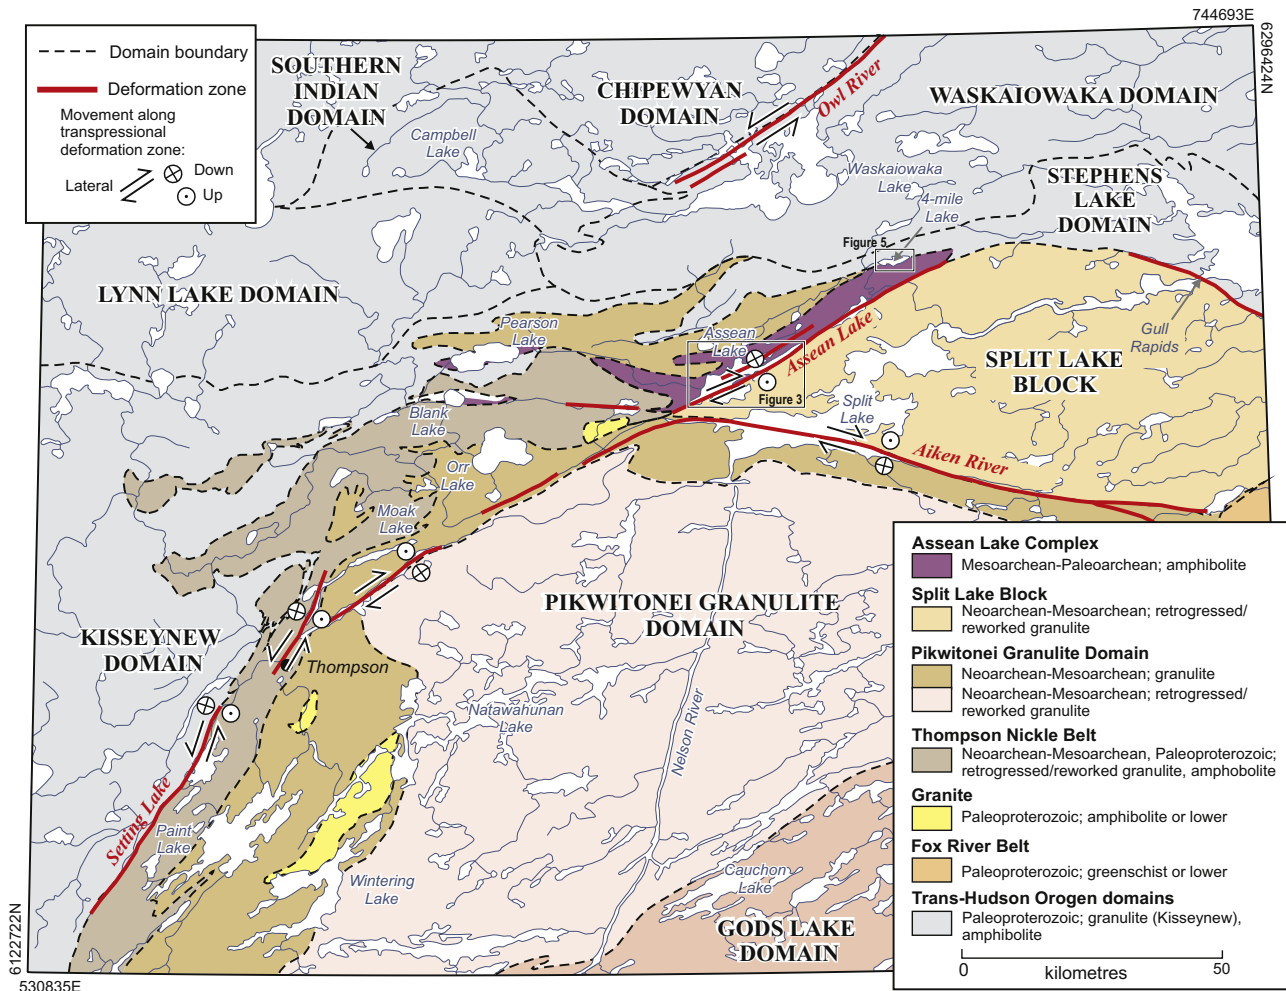 744693E
6296424N
Domain boundary
Deformation zone
Movement along
transpressional
deformation zone:
Lateral
Down
Up
SOUTHERN
INDIAN
DOMAIN
Campbell
Lake
CHIPEWYAN
DOMAIN
Owl River
WASKAIOWAKA DOMAIN
Waskaiowaka
Lake
4-mile
Lake
STEPHENS
LAKE
DOMAIN
Figure 5
LYNN LAKE DOMAIN
Pearson
Lake
Assean
Lake
Assean Lake
Figure 3
Gull
Rapids
SPLIT LAKE
BLOCK
Split
Lake
Blank
Lake
Aiken River
Orr
Lake
Moak
Lake
PIKWITONEI GRANULITE
DOMAIN
KISSEYNEW
DOMAIN
Thompson
Natawahunan
Lake
Nelson River
Setting Lake
Paint
Lake
Wintering
Lake
Cauchon
Lake
GODS LAKE
DOMAIN
Assean Lake Complex
Mesoarchean-Paleoarchean; amphibolite
Split Lake Block
Neoarchean-Mesoarchean; retrogressed/
reworked granulite
Pikwitonei Granulite Domain
Neoarchean-Mesoarchean; granulite
Neoarchean-Mesoarchean; retrogressed/
reworked granulite
Thompson Nickle Belt
Neoarchean-Mesoarchean, Paleoproterozoic;
retrogressed/reworked granulite, amphobolite
Granite
Paleoproterozoic; amphibolite or lower
Fox River Belt
Paleoproterozoic; greenschist or lower
Trans-Hudson Orogen domains
Paleoproterozoic; granulite (Kisseynew),
amphibolite
0 50
kilometres
6122722N
530835E